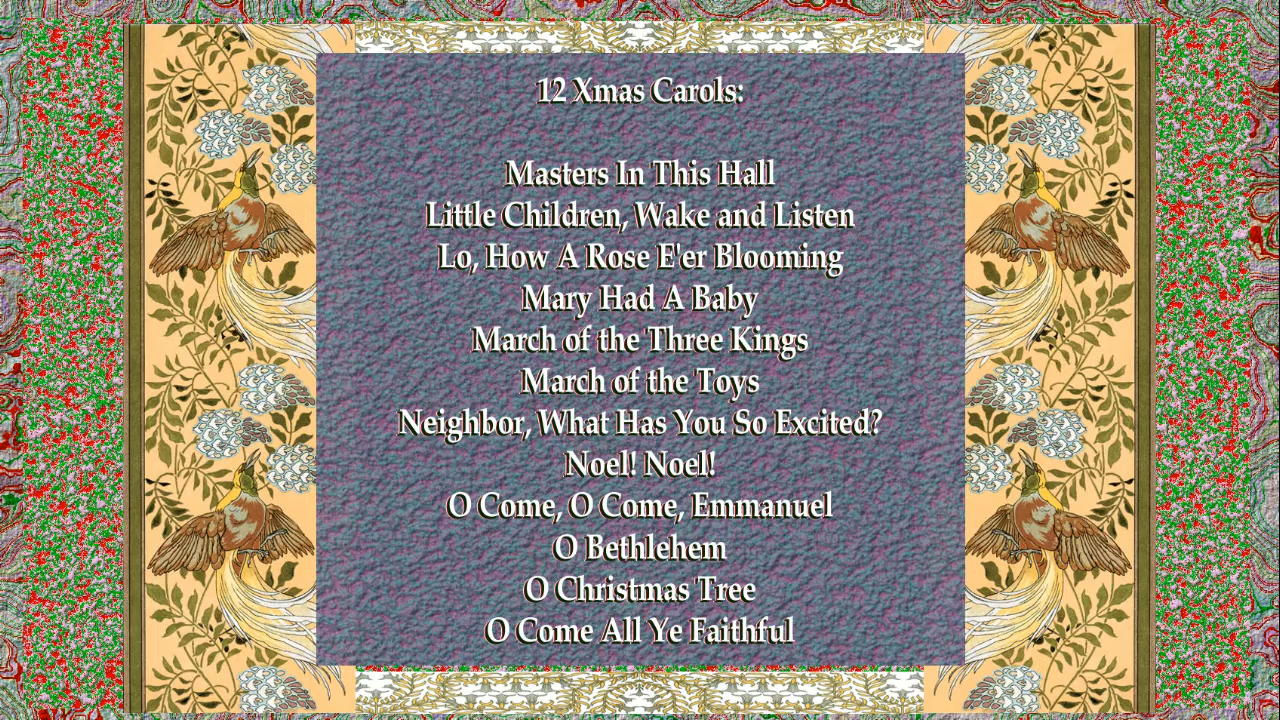 12 Xmas Carols:
Masters In This Hall
Little Children, Wake and Listen
Lo, How A Rose E'er Blooming
Mary Had A Baby
March of the Three Kings
March of the Toys
Neighbor, What Has You So Excited?
Noel! Noel!
O Come, O Come, Emmanuel
O Bethlehem
O Christmas Tree
O Come All Ye Faithful